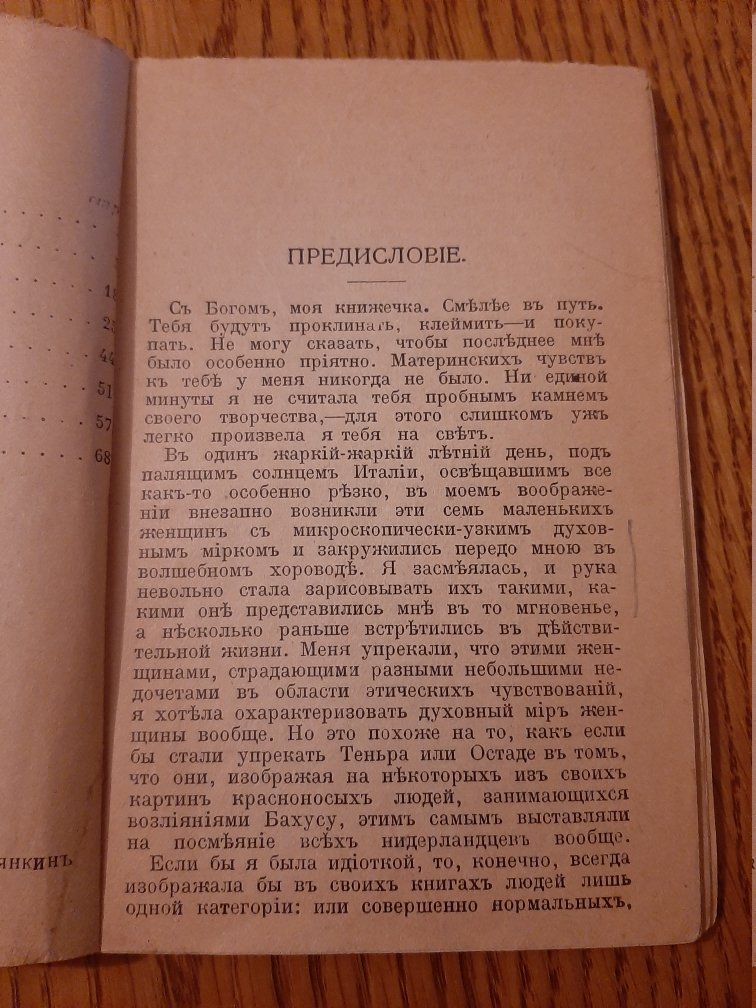 18
25
44
51
57
68
ПРЕДИСЛОВІЕ.
Съ Богомъ, моя книжечка. Смѣлѣе въ путь.
Тебя будутъ проклинать, клеймить—и поку-
пать. Не могу сказать, чтобы послѣднее мнѣ
было особенно пріятно. Материнскихъ чувствъ
къ тебѣ у меня никогда не было. Ни единой
минуты я не считала тебя пробнымъ камнемъ
своего творчества,—для этого слишкомъ ужъ
легко произвела я тебя на свѣтъ.
Въ одинъ жаркій-жаркій лѣтній день, подъ
палящимъ солнцемъ Италіи, освѣщавшимъ все
какъ-то особенно рѣзко, въ моемъ воображе-
ніи внезапно возникли эти семь маленькихъ
женщинъ съ микроскопически-узкимъ духов-
нымъ міркомъ и закружились передо мною въ
волшебномъ хороводѣ. Я засмѣялась, и рука
невольно стала зарисовывать ихъ такими, ка-
кими онѣ представились мнѣ въ то мгновенье,
а нѣсколько раньше встрѣтились въ дѣйстви-
тельной жизни. Меня упрекали, что этими жен-
щинами, страдающими разными небольшими не-
дочетами въ области этическихъ чувствованій,
я хотѣла охарактеризовать духовный міръ жен-
щины вообще. Но это похоже на то, какъ если
бы стали упрекать Теньра или Остаде въ томъ,
что они, изображая на нѣкоторыхъ изъ своихъ
картинъ красноносыхъ людей, занимающихся
возліяніями Бахусу, этимъ самымъ выставляли
на посмѣяніе всѣхъ нидерландцевъ вообще.
Если бы я была идіоткой, то, конечно, всегда
янкинъ
изображала бы въ своихъ книгахъ людей лишь
одной категоріи: или совершенно нормальныхъ,